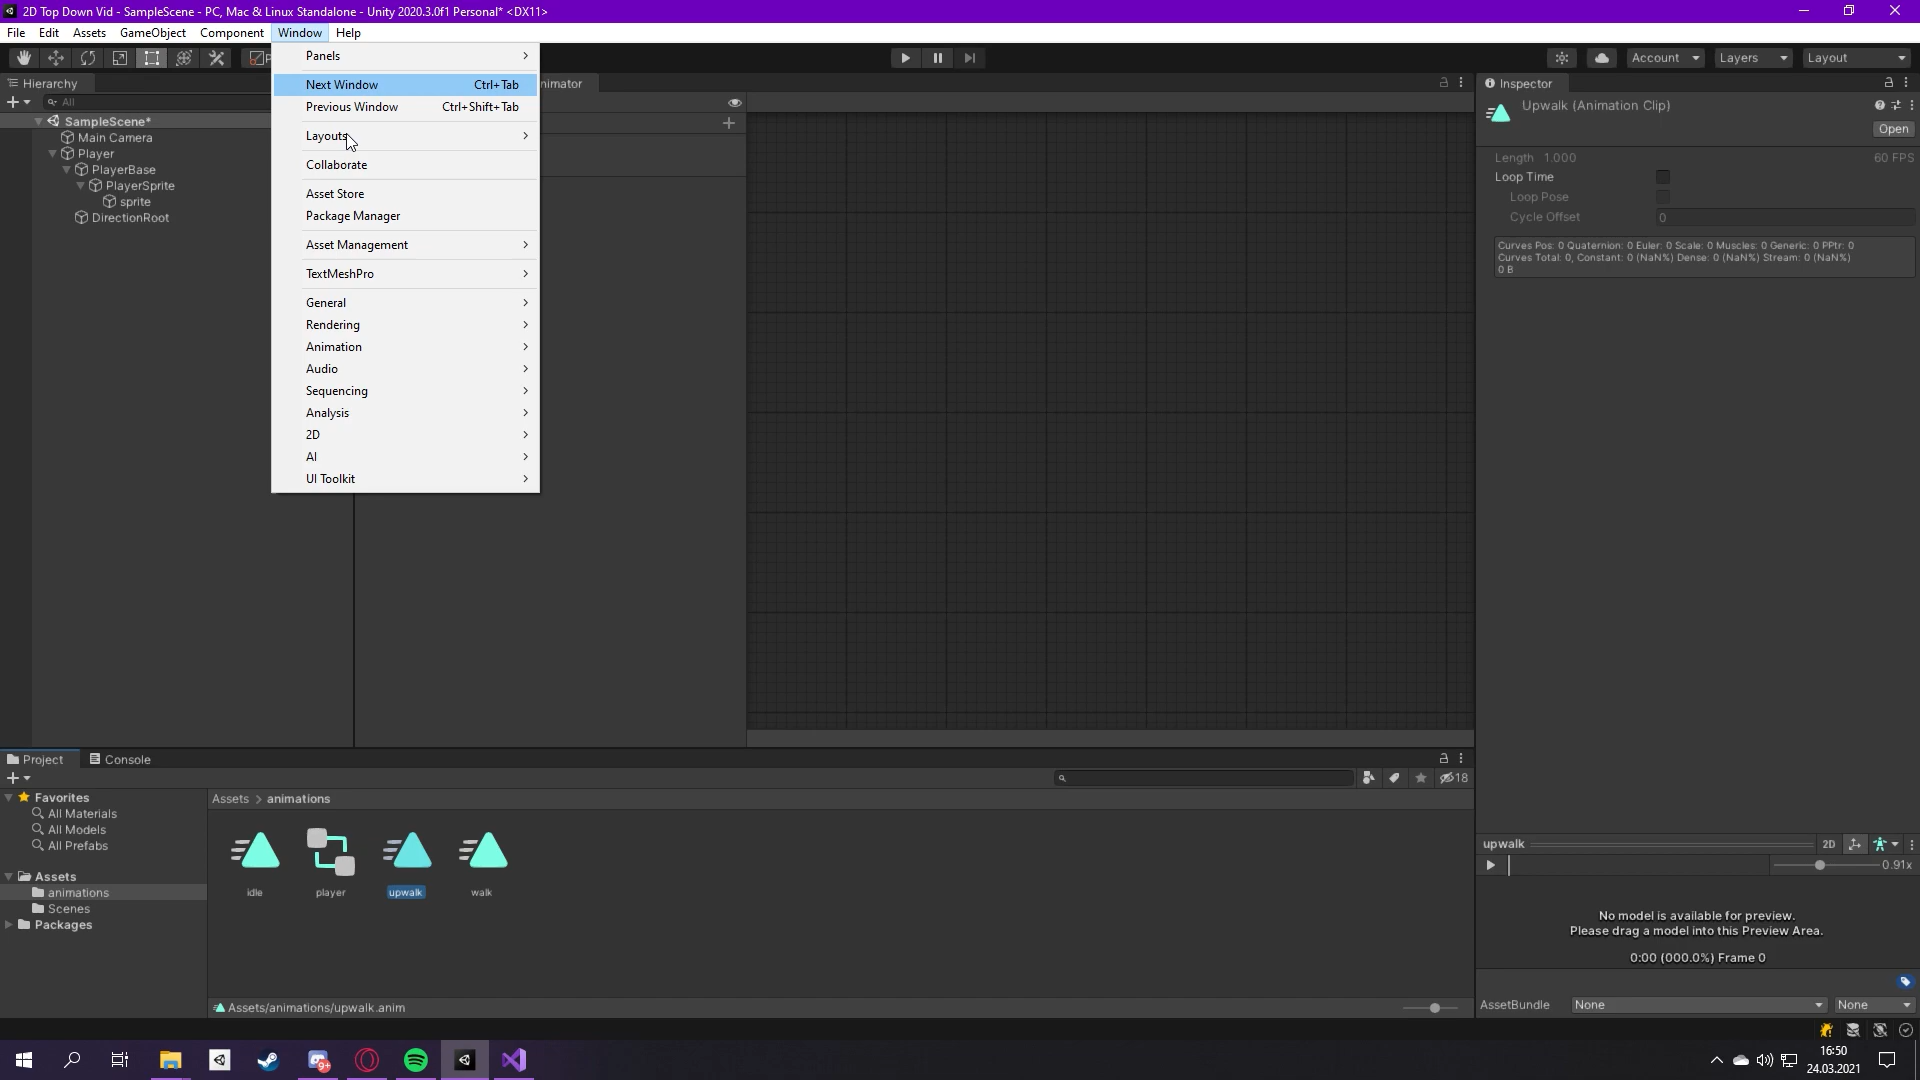 2D Top Down Vid - SampleScene - PC, Mac & Linux Standalone - Unity 2020.3.0f1 Personal* <DX11>
File Edit Assets GameObject Component Window Help
Account Layers Layout
Hierarchy
All
SampleScene*
Main Camera
Player
PlayerBase
PlayerSprite
sprite
DirectionRoot
Panels
Next Window Ctrl+Tab
Previous Window Ctrl+Shift+Tab
Layouts
Collaborate
Asset Store
Package Manager
Asset Management
TextMeshPro
General
Rendering
Animation
Audio
Sequencing
Analysis
2D
AI
UI Toolkit
nimator
Inspector
Upwalk (Animation Clip)
Open
Length 1.000 60 FPS
Loop Time
Loop Pose
Cycle Offset 0
Curves Pos: 0 Quaternion: 0 Euler: 0 Scale: 0 Muscles: 0 Generic: 0 PPtr: 0
Curves Total: 0, Constant: 0 (NaN%) Dense: 0 (NaN%) Stream: 0 (NaN%)
0 B
Project Console
18
Favorites
All Materials
All Models
All Prefabs
Assets
animations
Scenes
Packages
Assets > animations
idle player upwalk walk
Assets/animations/upwalk.anim
upwalk 2D
0.91x
No model is available for preview.
Please drag a model into this Preview Area.
0:00 (000.0%) Frame 0
AssetBundle None None
9+
16:50
24.03.2021